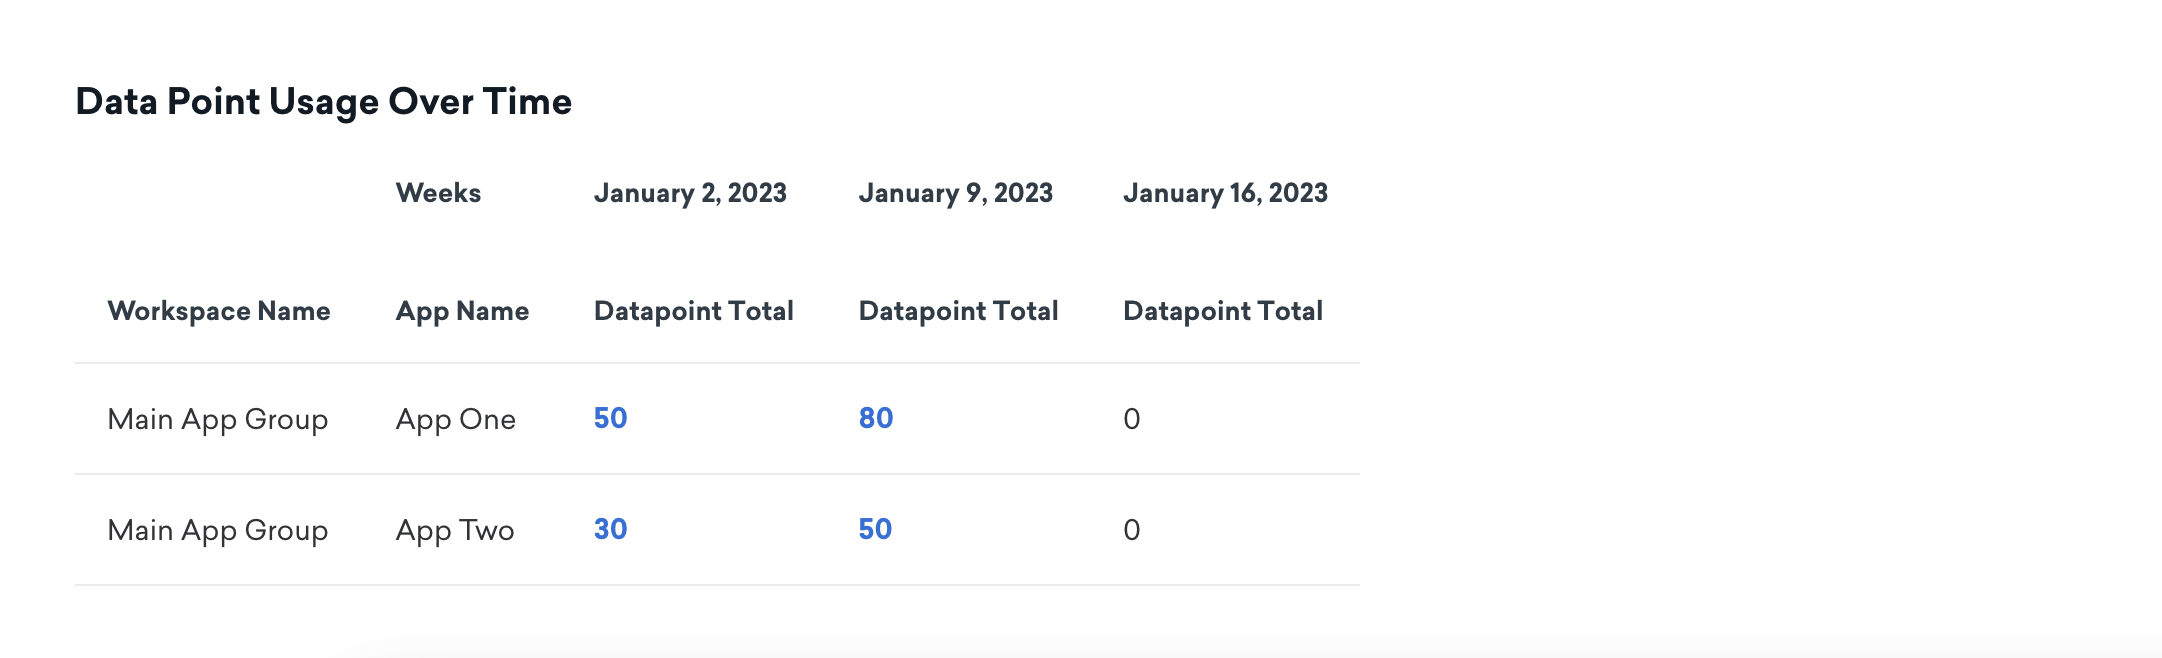 Data Point Usage Over Time
Weeks January 2, 2023 January 9, 2023 January 16, 2023
Workspace Name App Name Datapoint Total Datapoint Total Datapoint Total
Main App Group App One 50 80 0
Main App Group App Two 30 50 0